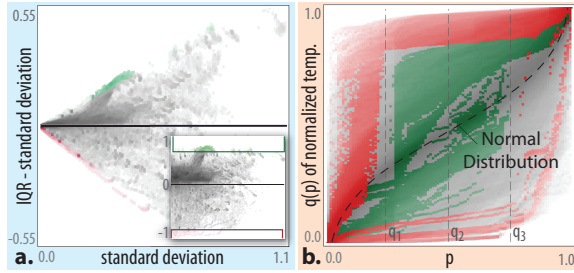 0.55
IQR - standard deviation
-0.55
1
0
-1
a.
0.0
standard deviation
1.1
1.0
q(p) of normalized temp.
0.0
Normal
Distribution
q1
q2
q3
b.
0.0
p
1.0